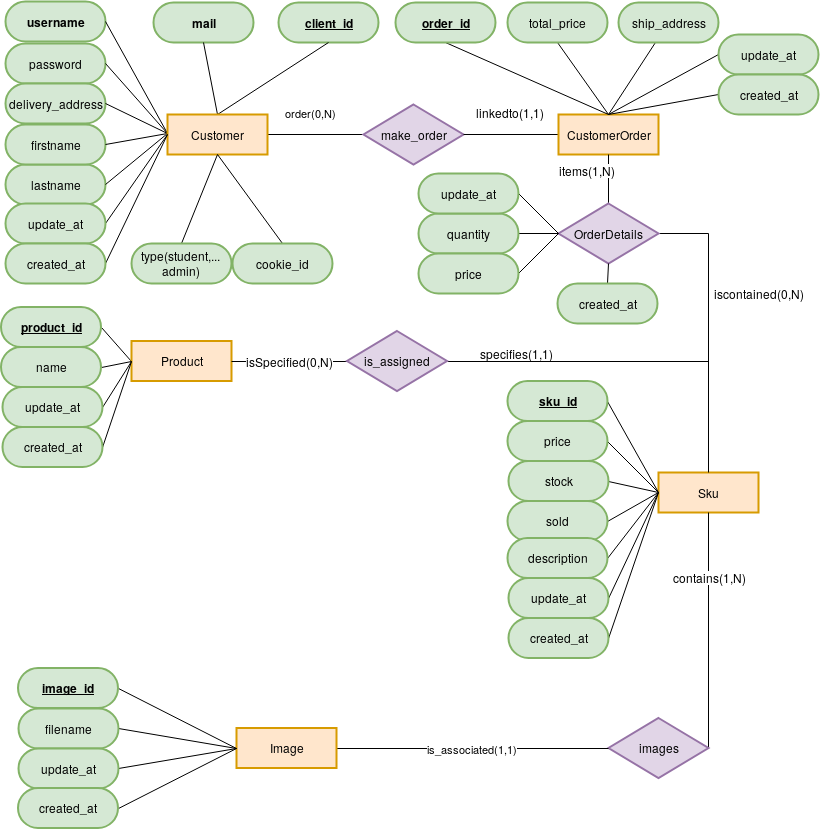 username
mail
client_id
order_id
total_price
ship_address
password
update_at
delivery_address
created_at
order(0,N)
linkedto(1,1)
Customer
make_order
CustomerOrder
firstname
lastname
items(1,N)
update_at
update_at
quantity
OrderDetails
created_at
type(student,...
admin)
cookie_id
price
created_at
iscontained(0,N)
product_id
name
Product
isSpecified(0,N)
is_assigned
specifies(1,1)
update_at
created_at
sku_id
price
stock
Sku
sold
description
contains(1,N)
update_at
created_at
image_id
filename
Image
is_associated(1,1)
images
update_at
created_at